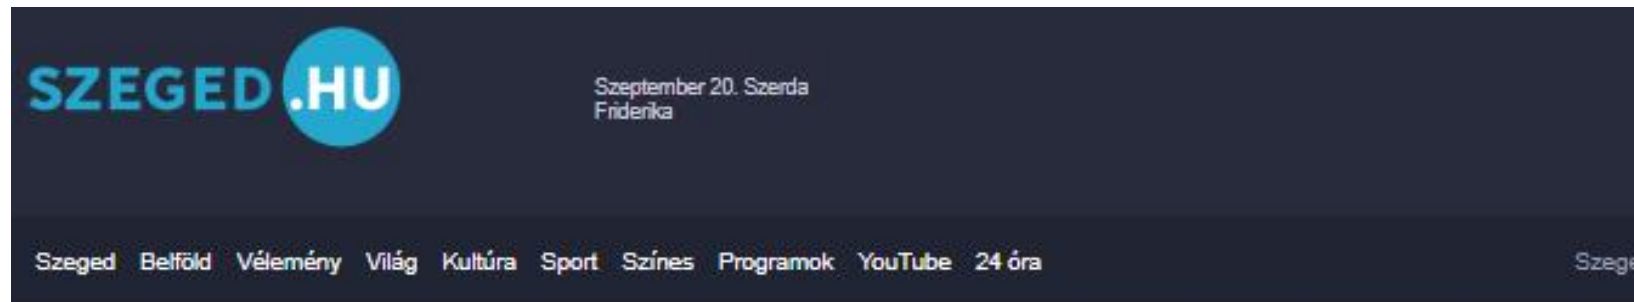 SZEGED.HU
Szeptember 20. Szerda
Friderika
Szeged Belföld Vélemény Világ Kultúra Sport Színes Programok YouTube 24 óra